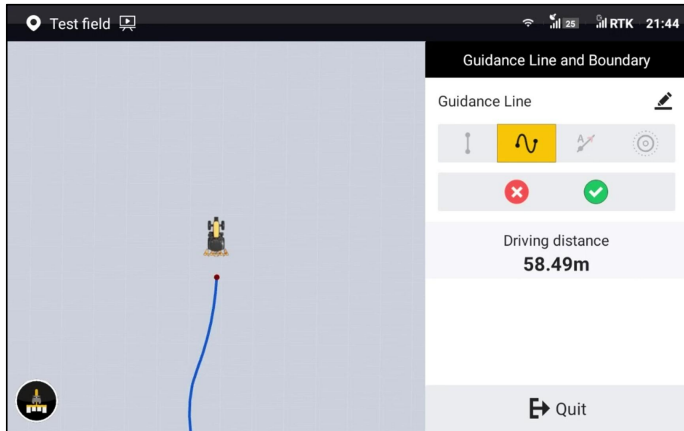 Test field
25
RTK 21:44
Guidance Line and Boundary
Guidance Line
A
Driving distance
58.49m
Quit